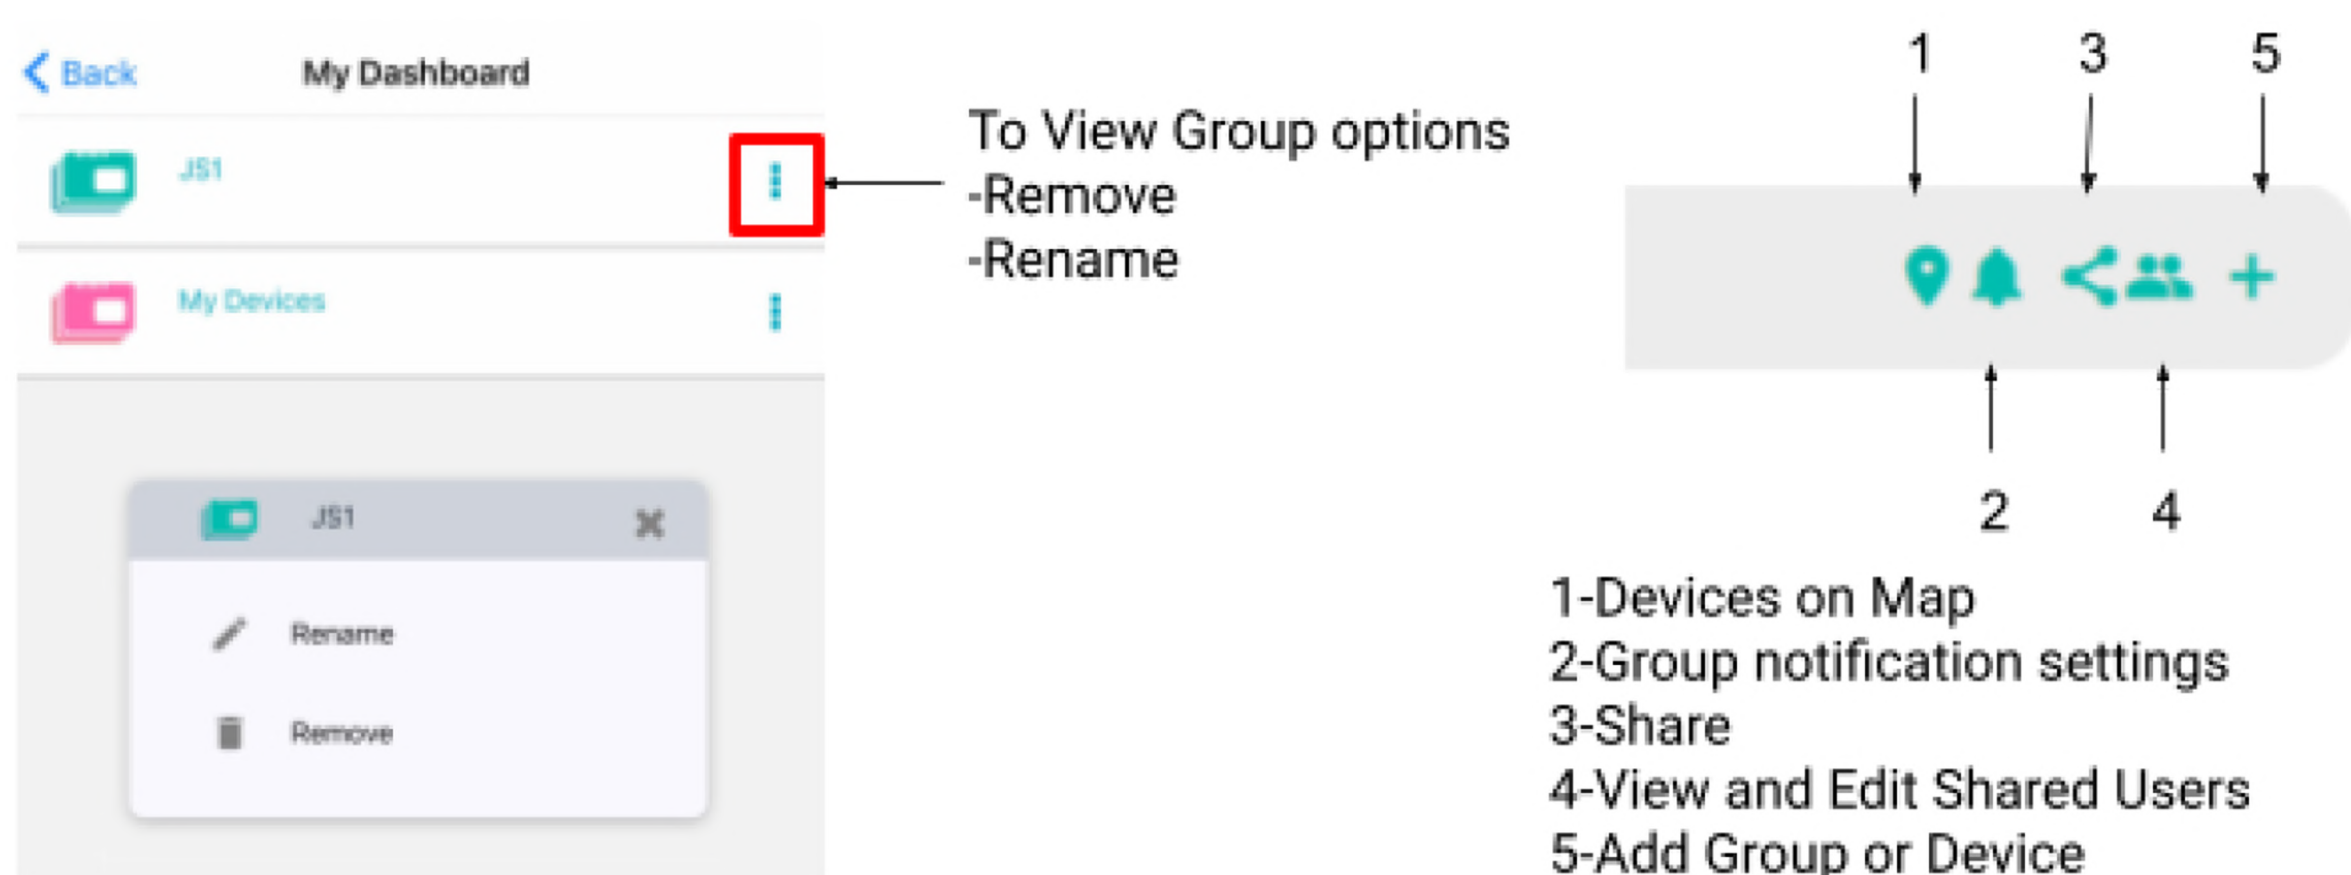 Back
My Dashboard
JS1
My Devices
JS1
Rename
Remove
To View Group options
-Remove
-Rename
1
3
5
2
4
1-Devices on Map
2-Group notification settings
3-Share
4-View and Edit Shared Users
5-Add Group or Device